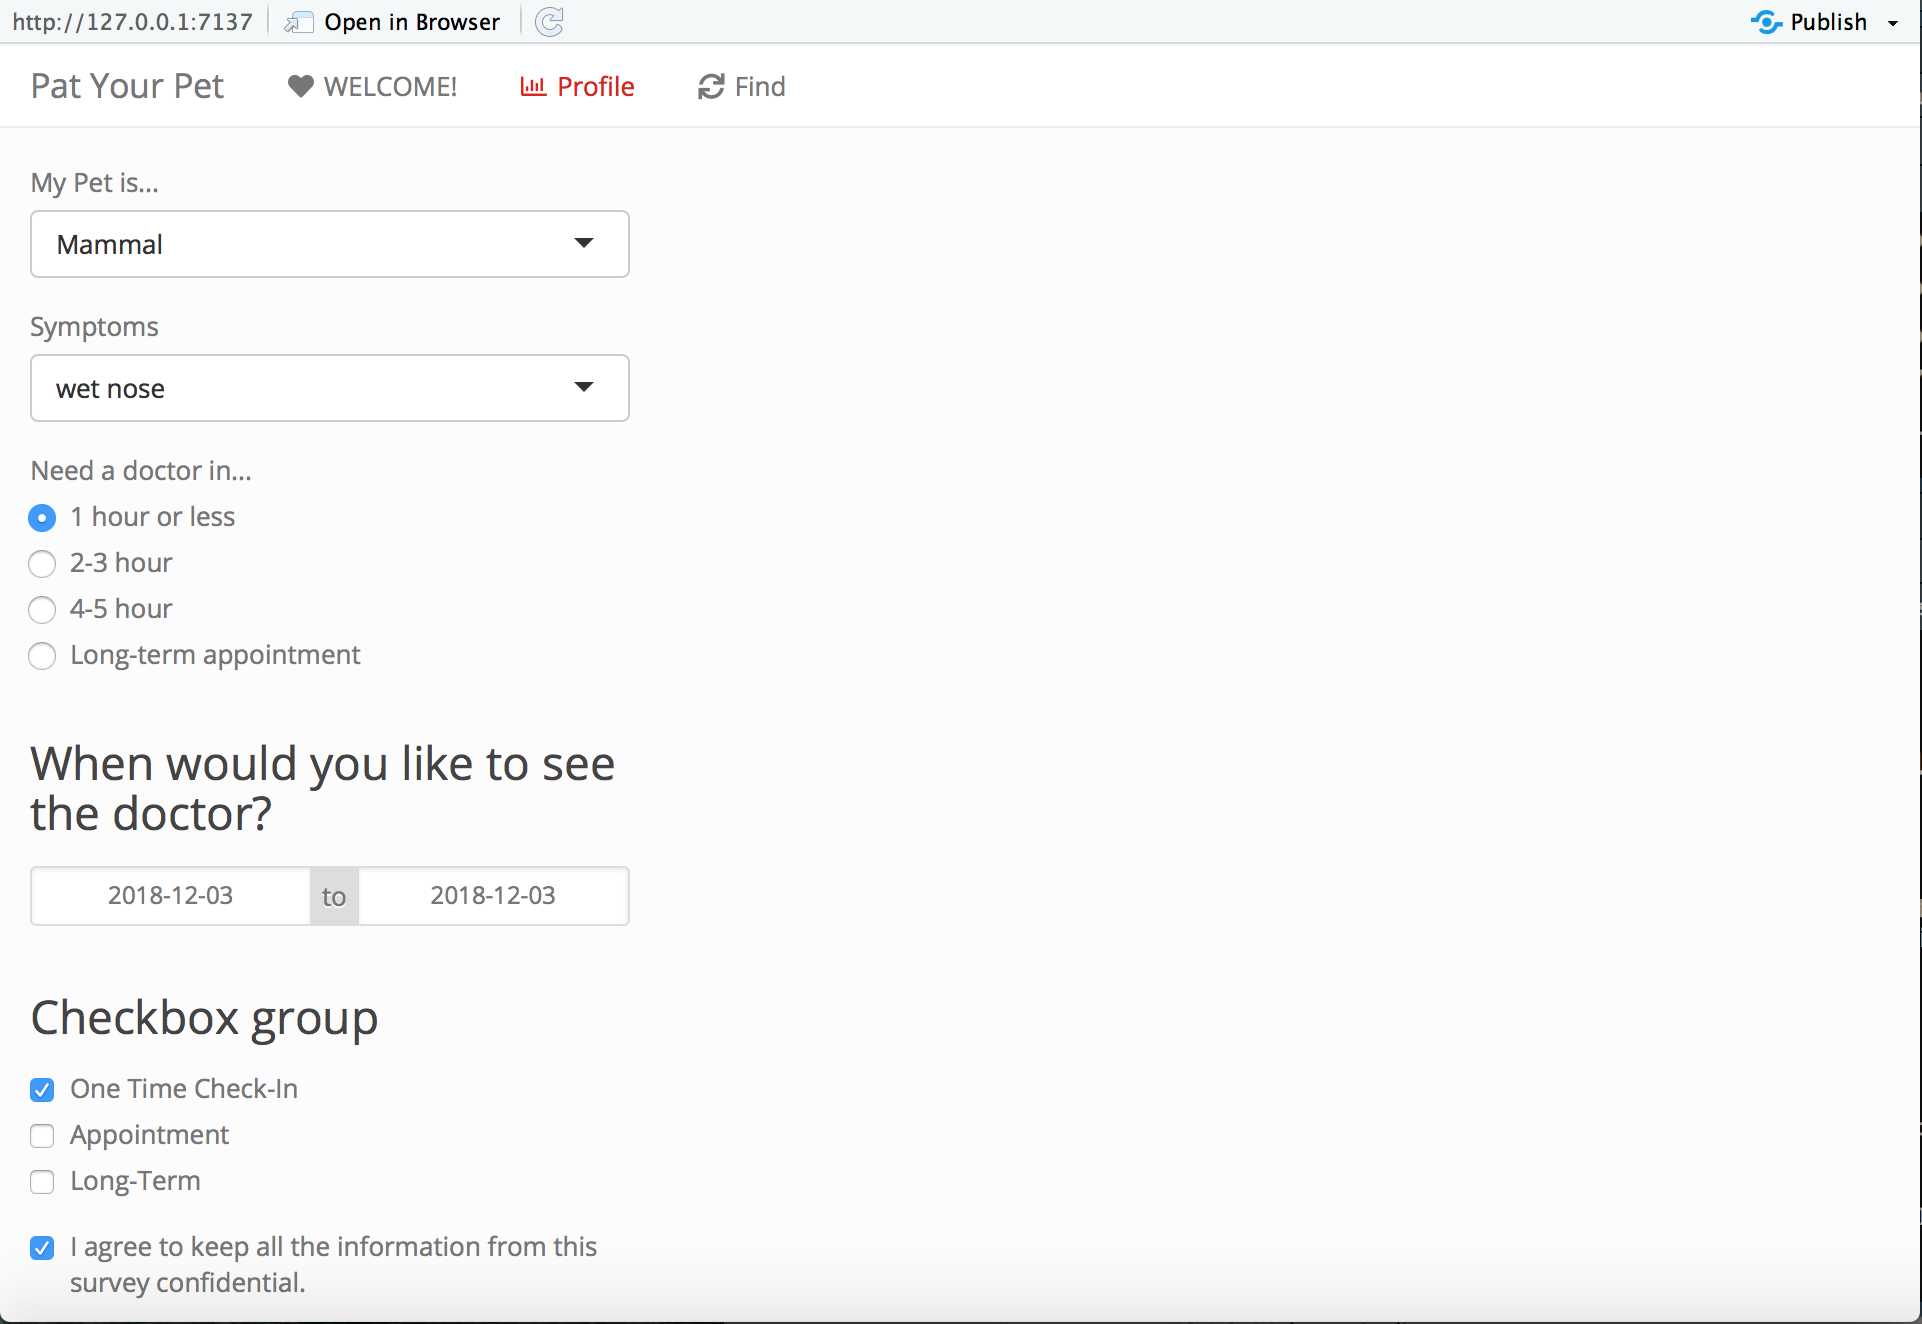 http://127.0.0.1:7137 Open in Browser Publish
Pat Your Pet WELCOME! Profile Find
My Pet is...
Mammal
Symptoms
wet nose
Need a doctor in...
1 hour or less
2-3 hour
4-5 hour
Long-term appointment
When would you like to see
the doctor?
2018-12-03 to 2018-12-03
Checkbox group
One Time Check-In
Appointment
Long-Term
I agree to keep all the information from this
survey confidential.